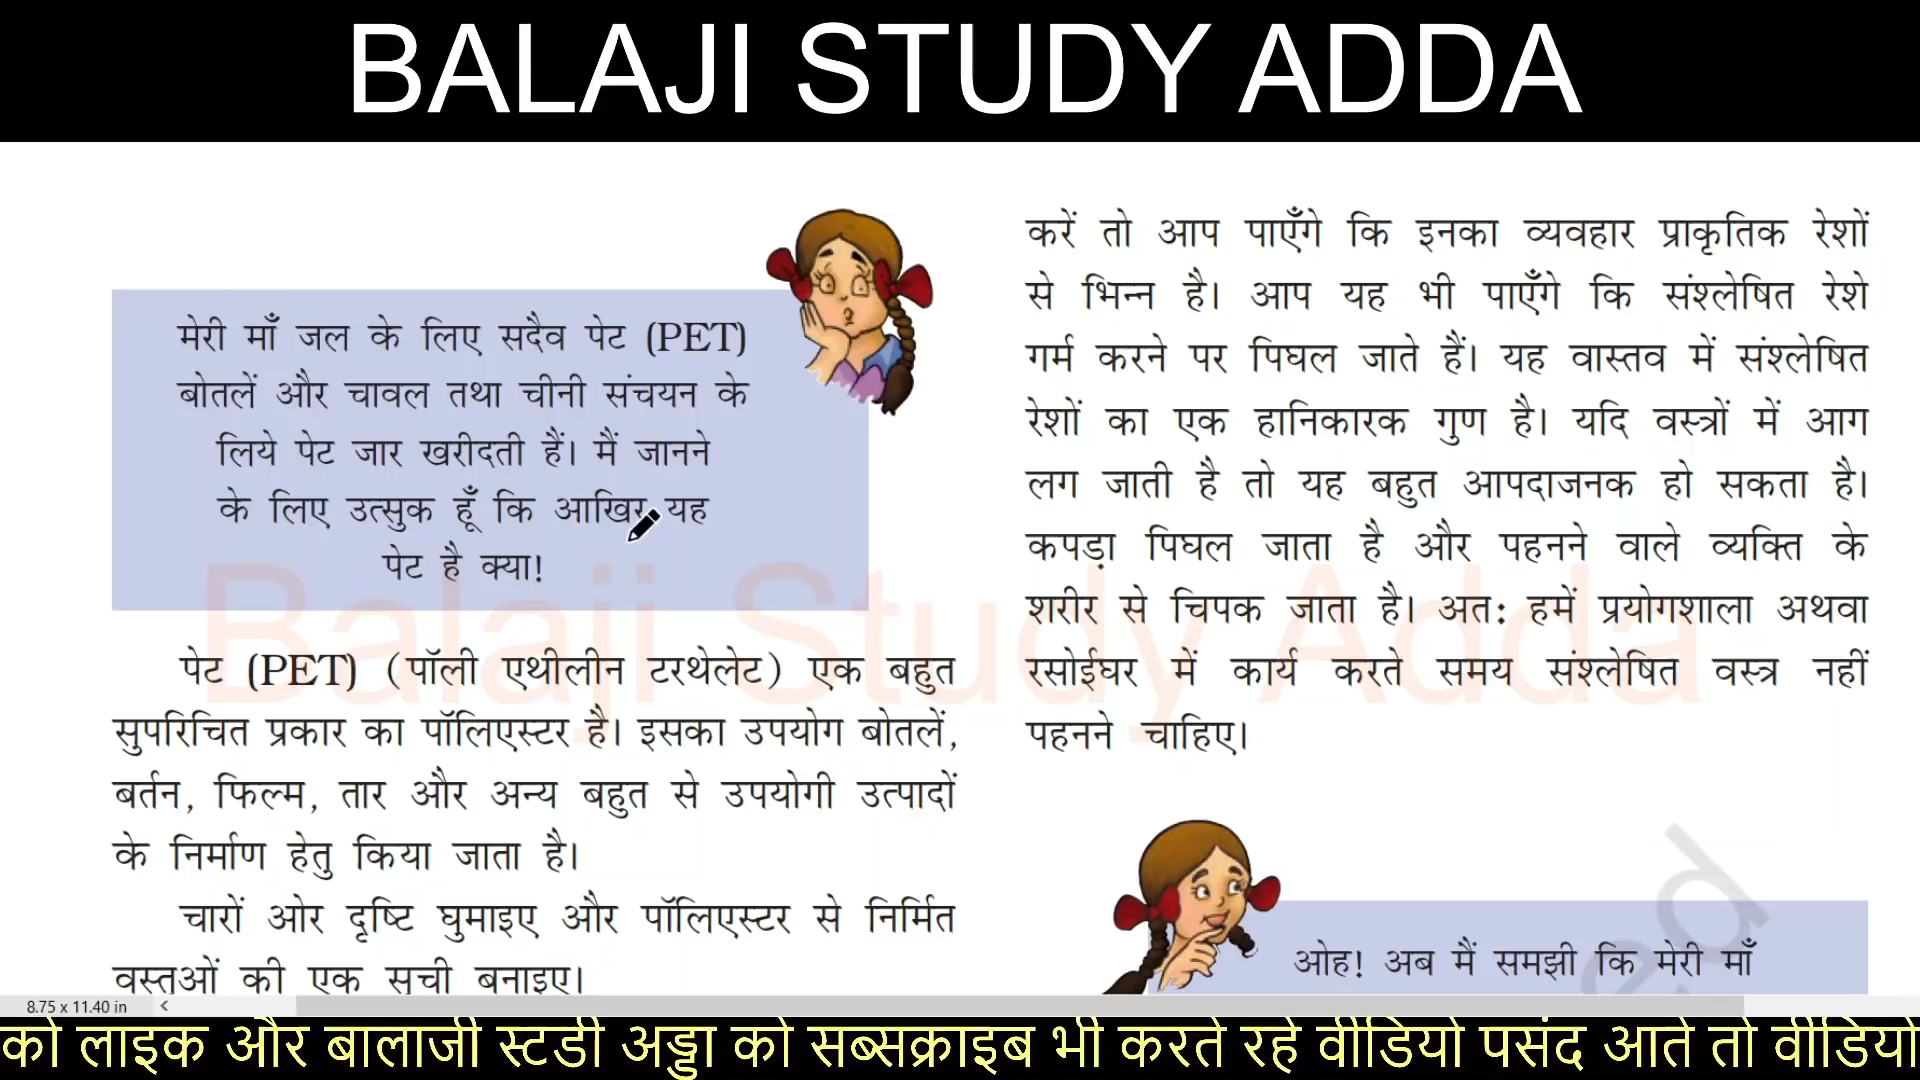 BALAJI STUDY ADDA
मेरी माँ जल के लिए सदैव पेट (PET)
बोतलें और चावल तथा चीनी संचयन के
लिये पेट जार खरीदती हैं। मैं जानने
के लिए उत्सुक हूँ कि आखिर यह
पेट है क्या!
पेट (PET) (पॉली एथीलीन टरथेलेट) एक बहुत
सुपरिचित प्रकार का पॉलिएस्टर है। इसका उपयोग बोतलें,
बर्तन, फिल्म, तार और अन्य बहुत से उपयोगी उत्पादों
के निर्माण हेतु किया जाता है।
चारों ओर दृष्टि घुमाइए और पॉलिएस्टर से निर्मित
वस्तुओं की एक सूची बनाइए।
करें तो आप पाएँगे कि इनका व्यवहार प्राकृतिक रेशों
से भिन्न है। आप यह भी पाएँगे कि संश्लेषित रेशे
गर्म करने पर पिघल जाते हैं। यह वास्तव में संश्लेषित
रेशों का एक हानिकारक गुण है। यदि वस्त्रों में आग
लग जाती है तो यह बहुत आपदाजनक हो सकता है।
कपड़ा पिघल जाता है और पहनने वाले व्यक्ति के
शरीर से चिपक जाता है। अत: हमें प्रयोगशाला अथवा
रसोईघर में कार्य करते समय संश्लेषित वस्त्र नहीं
पहनने चाहिए।
ओह! अब मैं समझी कि मेरी माँ
Balaji Study Adda
8.75 x 11.40 in
को लाइक और बालाजी स्टडी अड्डा को सब्सक्राइब भी करते रहे वीडियो पसंद आते तो वीडियो